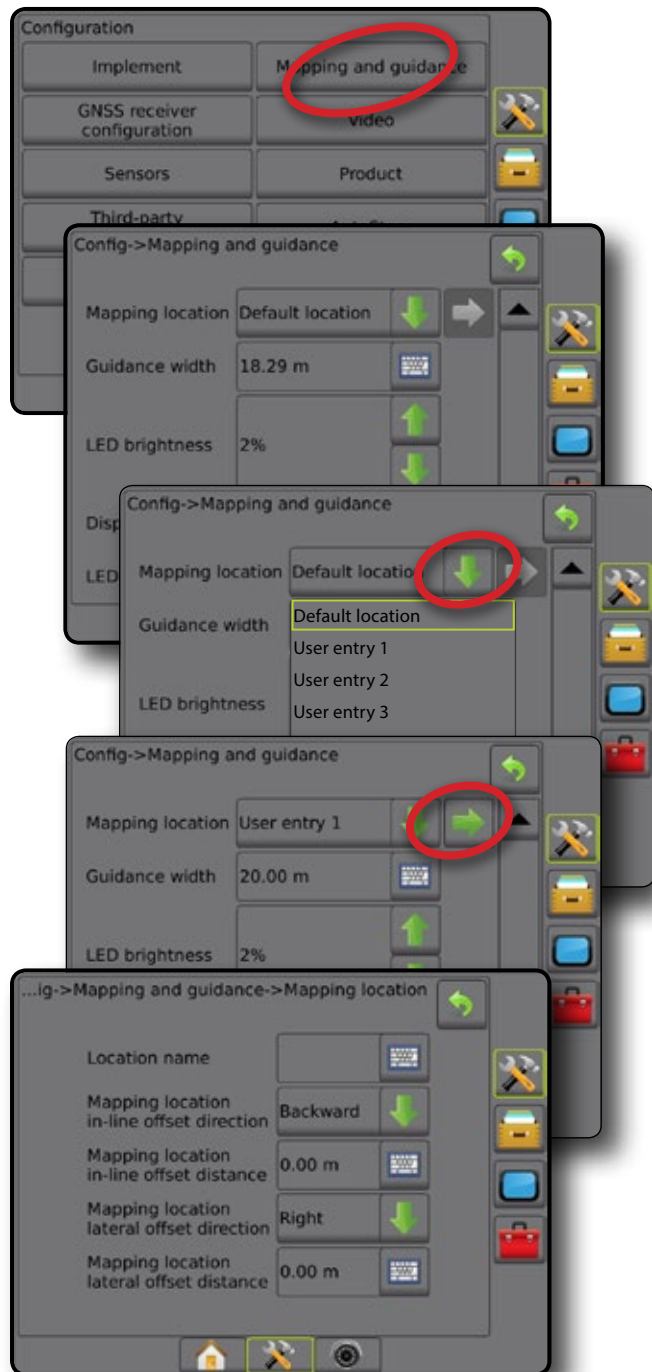 Configuration
Implement
Mapping and guidance
GNSS receiver
configuration
Video
Sensors
Product
Third-party
Config->Mapping and guidance
Mapping location
Default location
Guidance width
18.29 m
LED brightness
2%
LED
Config->Mapping and guidance
Mapping location
Default location
Guidance width
Default location
User entry 1
User entry 2
User entry 3
LED brightness
Config->Mapping and guidance
Mapping location
User entry 1
Guidance width
20.00 m
LED brightness
2%
...ig->Mapping and guidance->Mapping location
Location name
Mapping location
in-line offset direction
Backward
Mapping location
in-line offset distance
0.00 m
Mapping location
lateral offset direction
Right
Mapping location
lateral offset distance
0.00 m